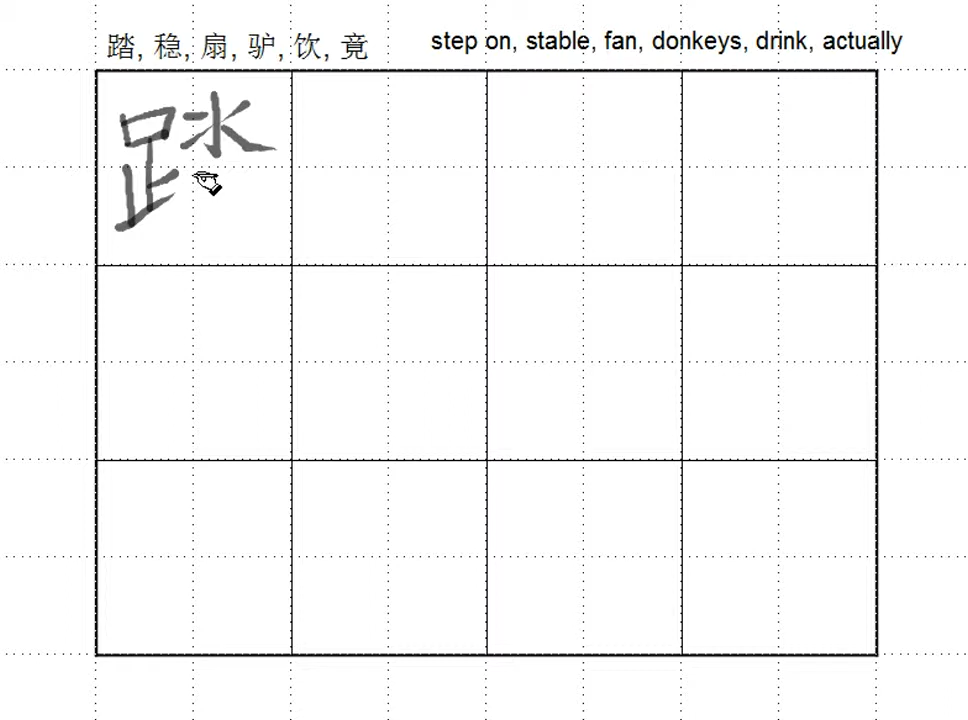 踏, 稳, 扇, 驴, 饮, 竟
step on, stable, fan, donkeys, drink, actually